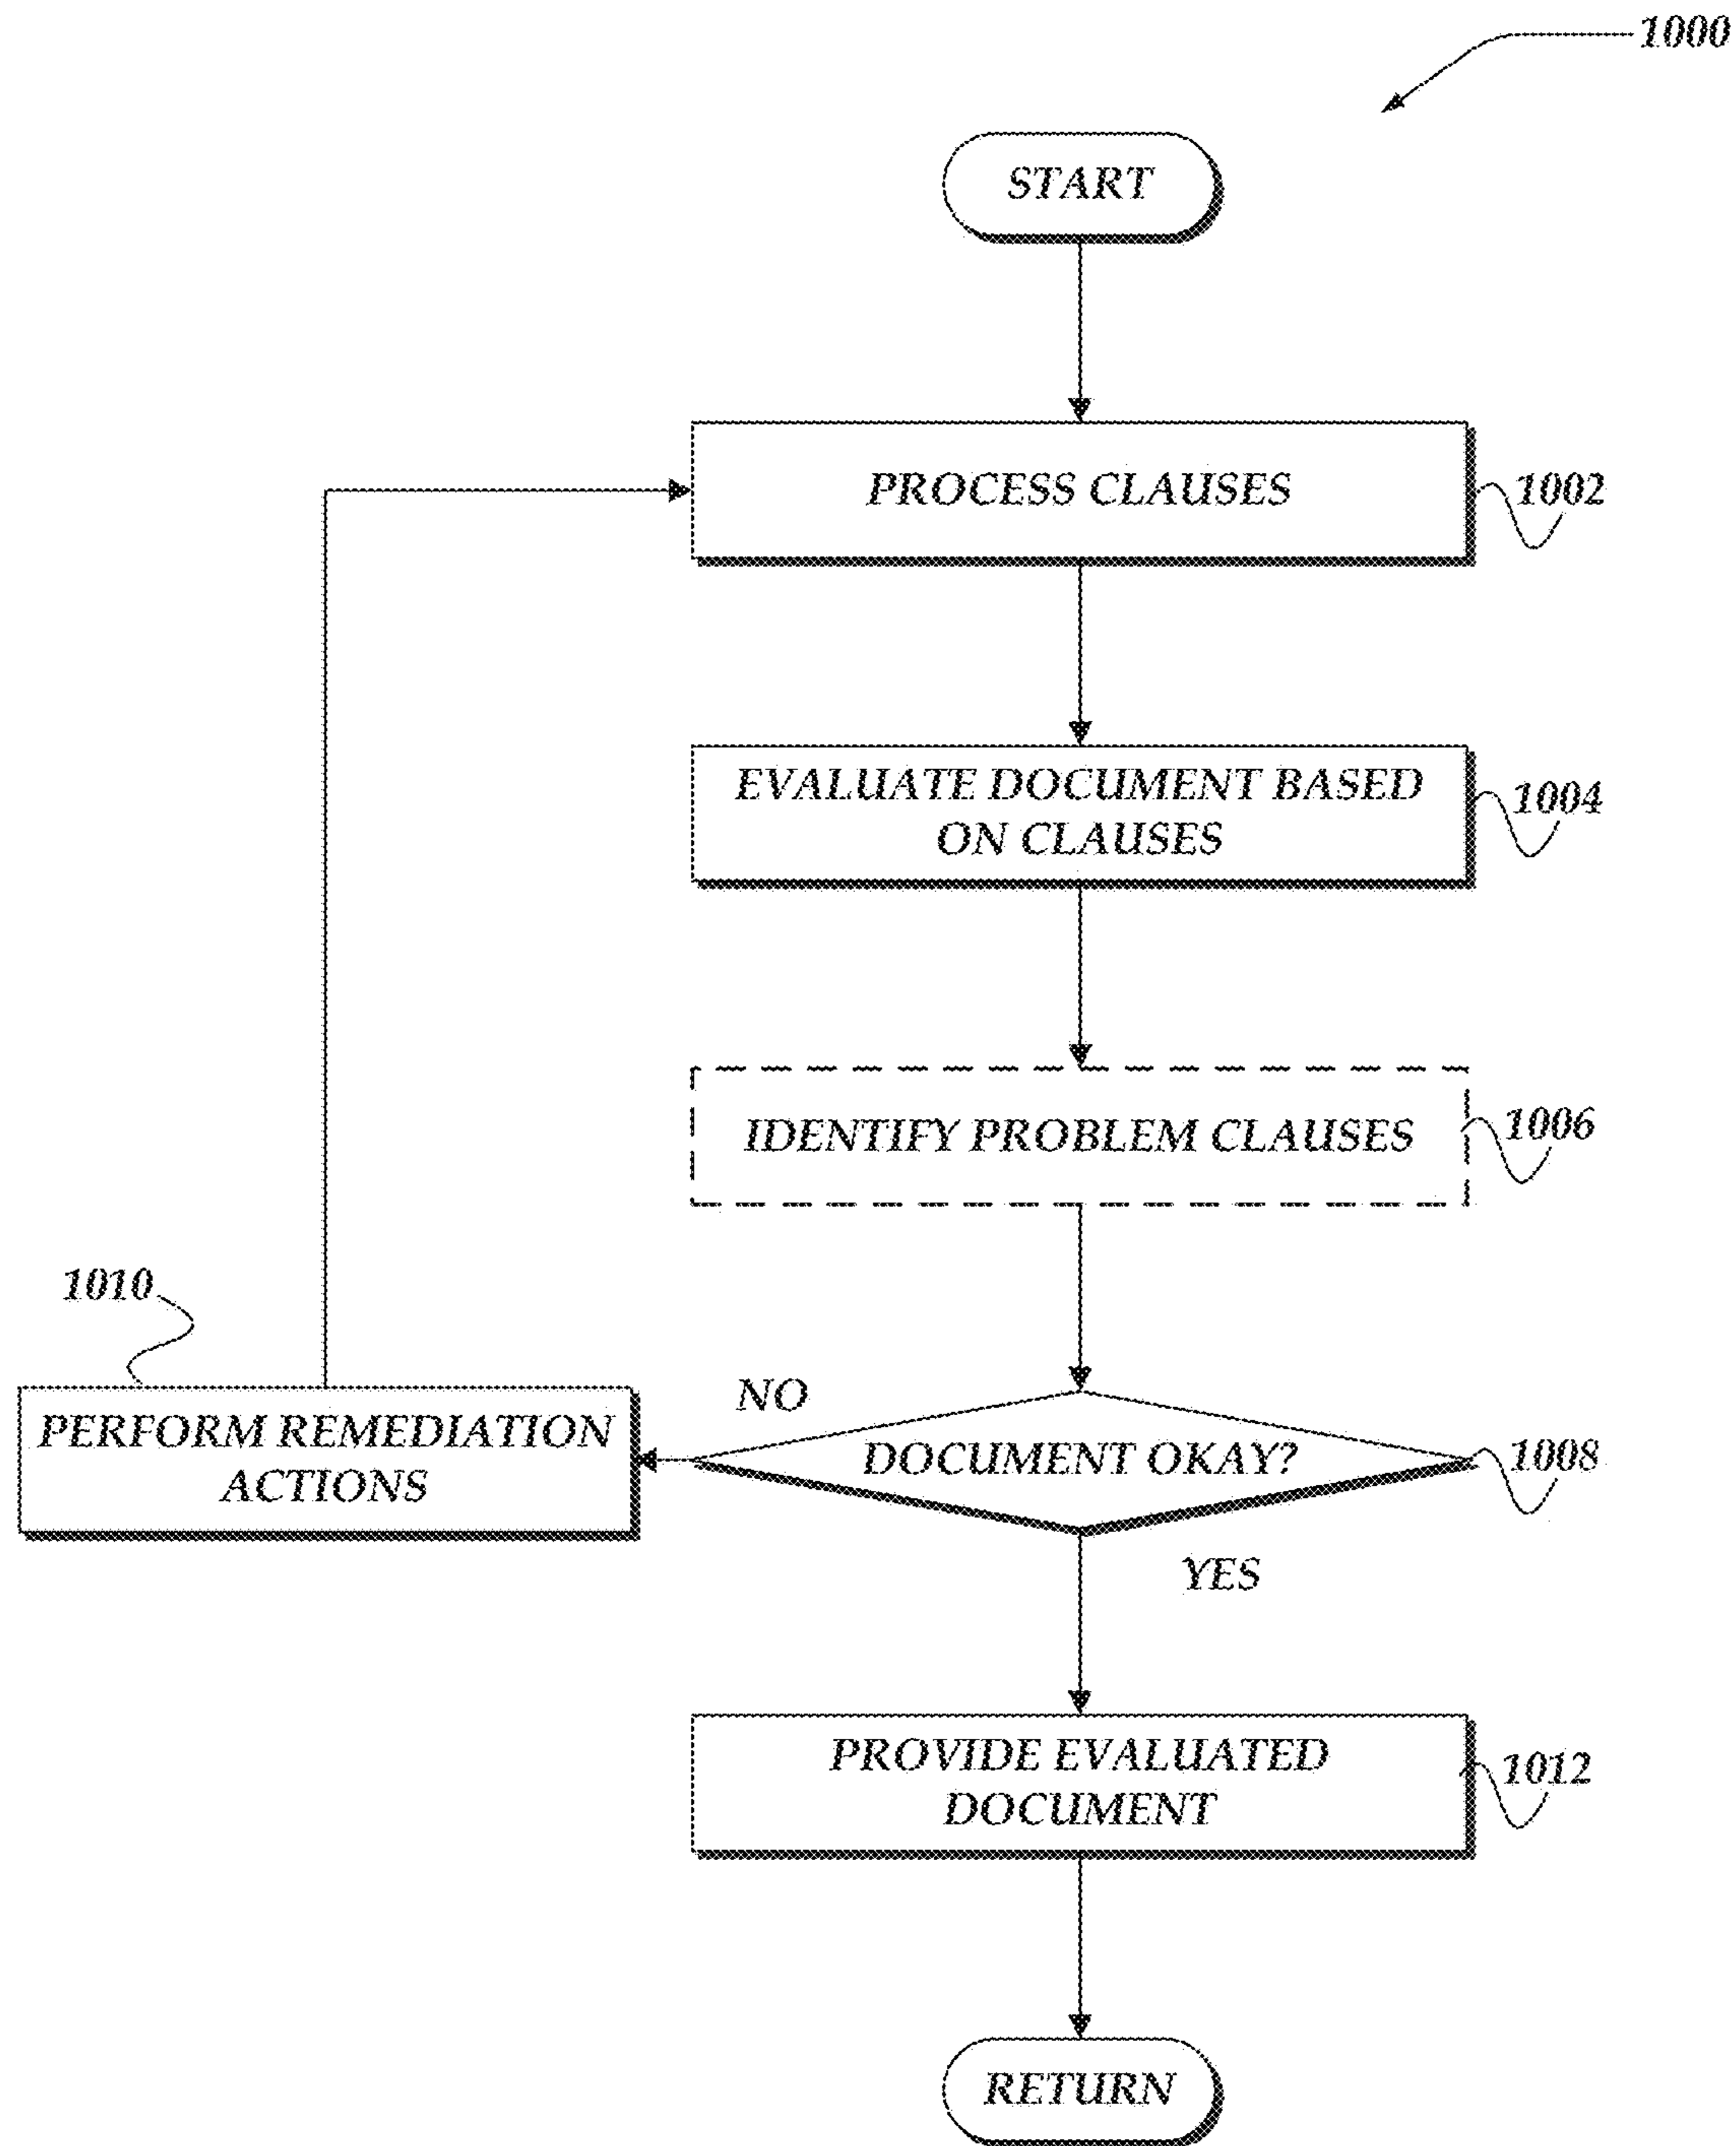 1000
START
PROCESS CLAUSES
1002
EVALUATE DOCUMENT BASED
ON CLAUSES
1004
IDENTIFY PROBLEM CLAUSES
1006
1010
PERFORM REMEDIATION
ACTIONS
NO
DOCUMENT OKAY?
1008
YES
PROVIDE EVALUATED
DOCUMENT
1012
RETURN